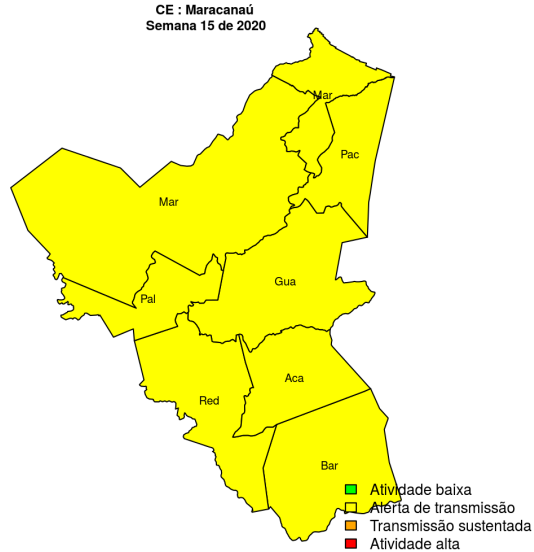 CE : Maracanaú
Semana 15 de 2020
Mar
Pac
Mar
Gua
Pal
Aca
Red
Bar
Atividade baixa
Alerta de transmissão
Transmissão sustentada
Atividade alta